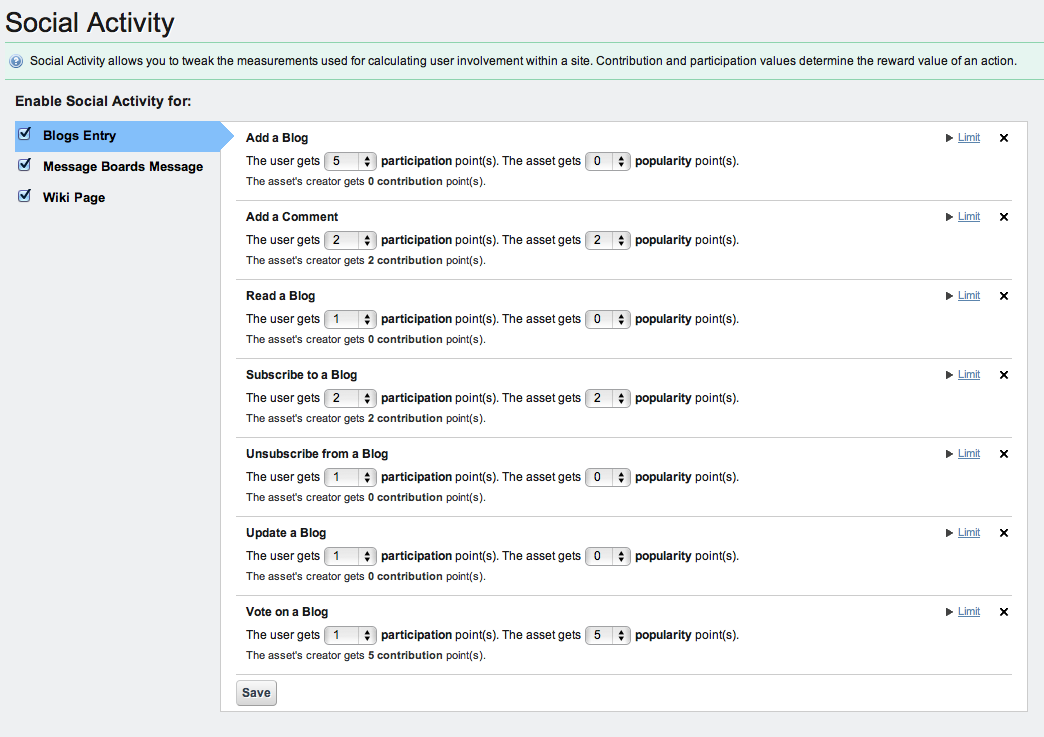 Social Activity
Social Activity allows you to tweak the measurements used for calculating user involvement within a site. Contribution and participation values determine the reward value of an action.
Enable Social Activity for:
Blogs Entry
Message Boards Message
Wiki Page
Add a Blog Limit
The user gets 5 participation point(s). The asset gets 0 popularity point(s).
The asset's creator gets 0 contribution point(s).
Add a Comment Limit
The user gets 2 participation point(s). The asset gets 2 popularity point(s).
The asset's creator gets 2 contribution point(s).
Read a Blog Limit
The user gets 1 participation point(s). The asset gets 0 popularity point(s).
The asset's creator gets 0 contribution point(s).
Subscribe to a Blog Limit
The user gets 2 participation point(s). The asset gets 2 popularity point(s).
The asset's creator gets 2 contribution point(s).
Unsubscribe from a Blog Limit
The user gets 1 participation point(s). The asset gets 0 popularity point(s).
The asset's creator gets 0 contribution point(s).
Update a Blog Limit
The user gets 1 participation point(s). The asset gets 0 popularity point(s).
The asset's creator gets 0 contribution point(s).
Vote on a Blog Limit
The user gets 1 participation point(s). The asset gets 5 popularity point(s).
The asset's creator gets 5 contribution point(s).
Save